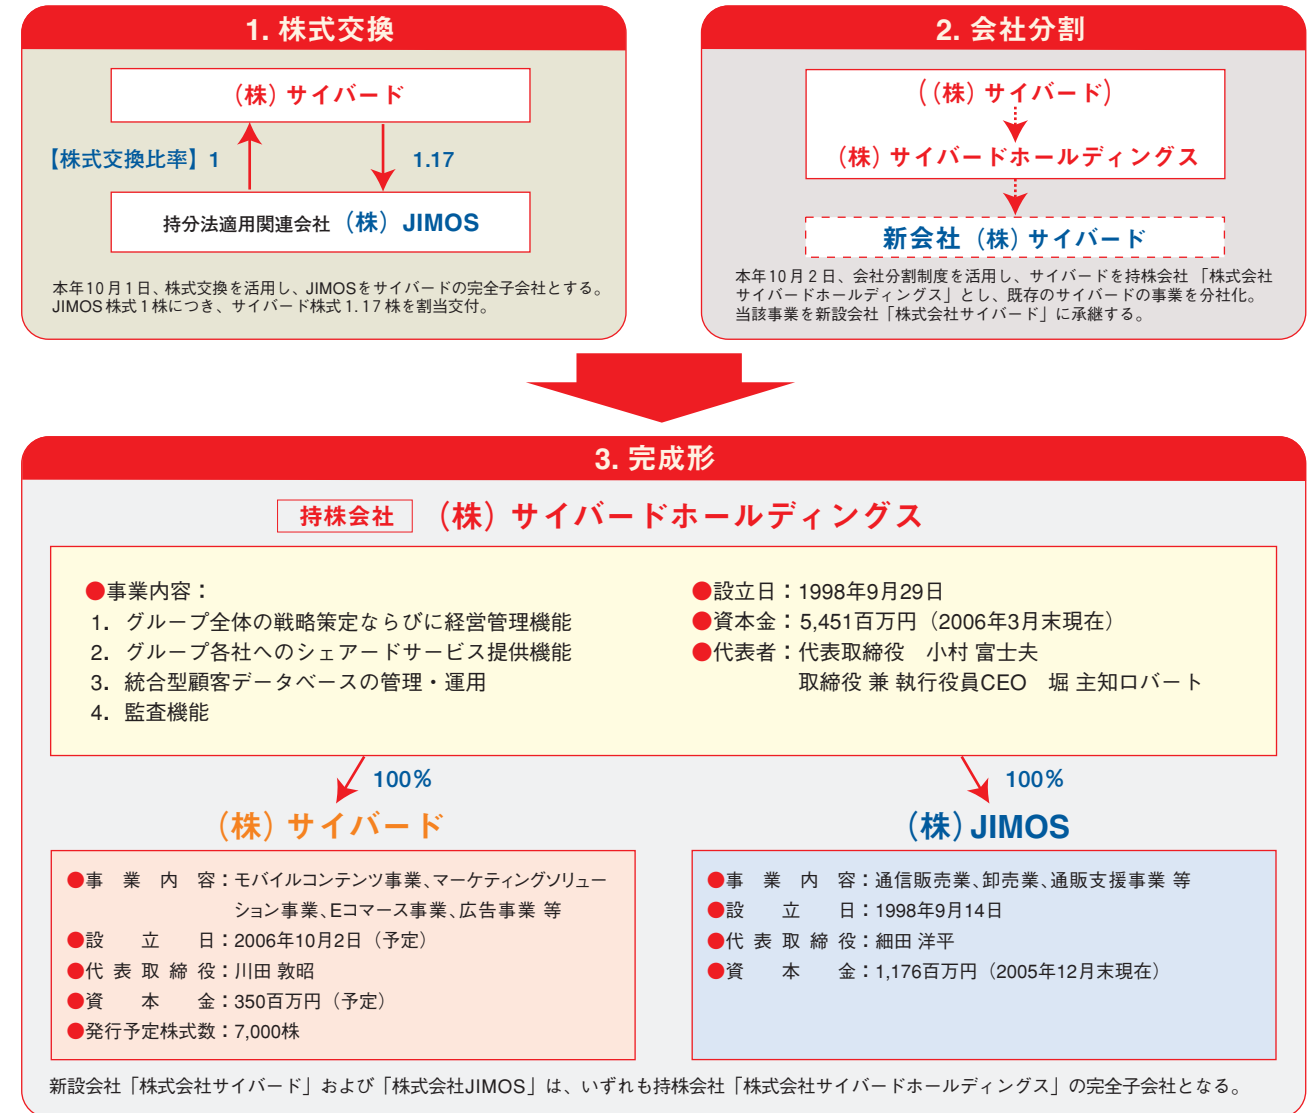 1. 株式交換
(株) サイバード
【株式交換比率】 1
1.17
持分法適用関連会社 (株) JIMOS
本年10月1日、株式交換を活用し、JIMOSをサイバードの完全子会社とする。
JIMOS株式1株につき、サイバード株式1.17株を割当交付。
2. 会社分割
((株) サイバード)
(株) サイバードホールディングス
新会社 (株) サイバード
本年10月2日、会社分割制度を活用し、サイバードを持株会社「株式会社
サイバードホールディングス」とし、既存のサイバードの事業を分社化。
当該事業を新設会社「株式会社サイバード」に承継する。
3. 完成形
持株会社 (株) サイバードホールディングス
●事業内容:
1. グループ全体の戦略策定ならびに経営管理機能
2. グループ各社へのシェアードサービス提供機能
3. 統合型顧客データベースの管理・運用
4. 監査機能
●設立日:1998年9月29日
●資本金:5,451百万円(2006年3月末現在)
●代表者:代表取締役 小村 富士夫
取締役 兼 執行役員CEO 堀 主知ロバート
100%
(株) サイバード
●事業内容:モバイルコンテンツ事業、マーケティングソリュー
ション事業、Eコマース事業、広告事業 等
●設立日:2006年10月2日(予定)
●代表取締役:川田 敦昭
●資本金:350百万円(予定)
●発行予定株式数:7,000株
100%
(株) JIMOS
●事業内容:通信販売業、卸売業、通販支援事業 等
●設立日:1998年9月14日
●代表取締役:細田 洋平
●資本金:1,176百万円(2005年12月末現在)
新設会社「株式会社サイバード」および「株式会社JIMOS」は、いずれも持株会社「株式会社サイバードホールディングス」の完全子会社となる。